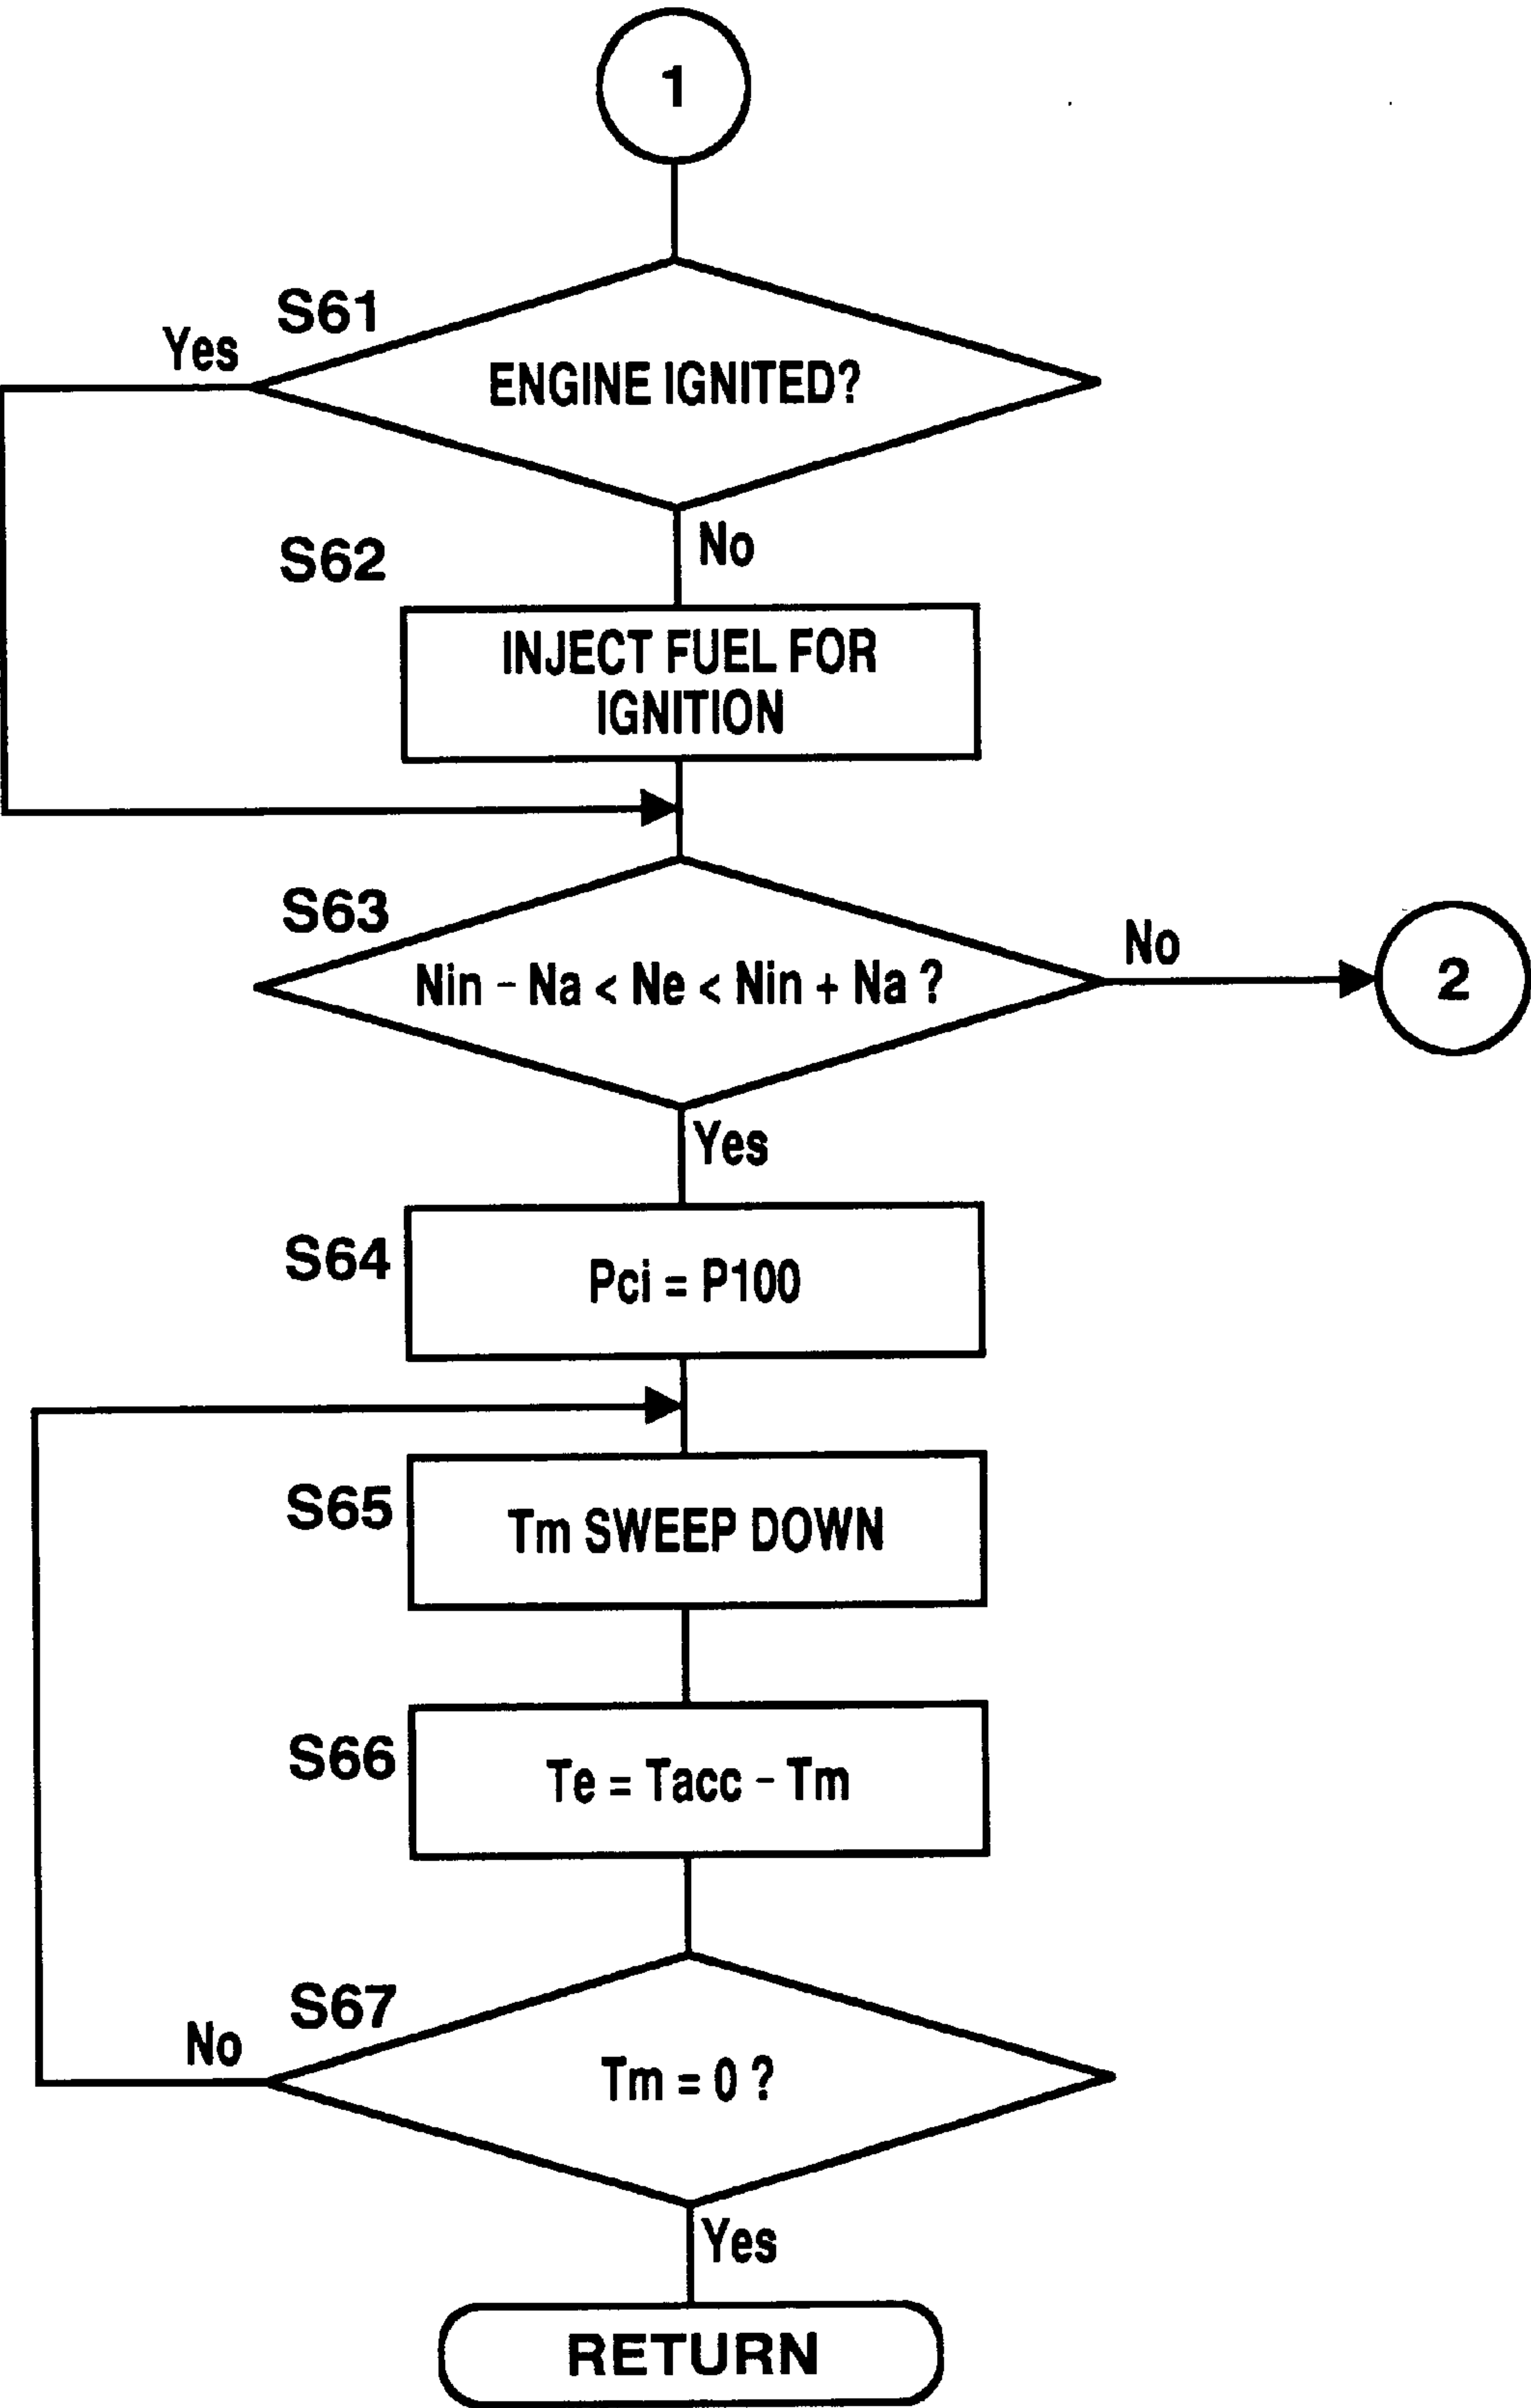 1
S61
Yes
ENGINE IGNITED?
No
S62
INJECT FUEL FOR
IGNITION
S63
Nin - Na < Ne < Nin + Na ?
No
2
Yes
S64
Pci = P100
S65
Tm SWEEP DOWN
S66
Te = Tacc - Tm
S67
No
Tm = 0 ?
Yes
RETURN